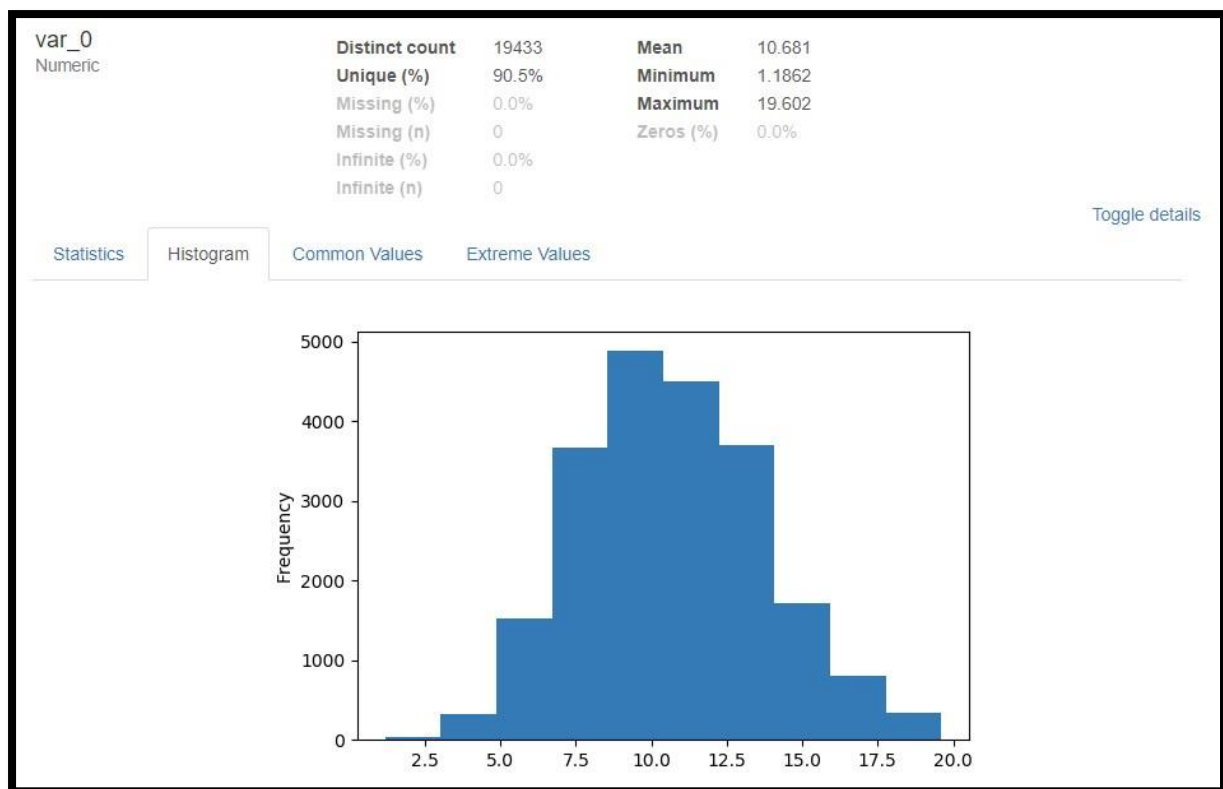 var_0
Numeric
Distinct count 19433
Unique (%) 90.5%
Missing (%) 0.0%
Missing (n) 0
Infinite (%) 0.0%
Infinite (n) 0
Mean 10.681
Minimum 1.1862
Maximum 19.602
Zeros (%) 0.0%
Toggle details
Statistics Histogram Common Values Extreme Values
5000
4000
3000
2000
1000
0
Frequency
2.5 5.0 7.5 10.0 12.5 15.0 17.5 20.0